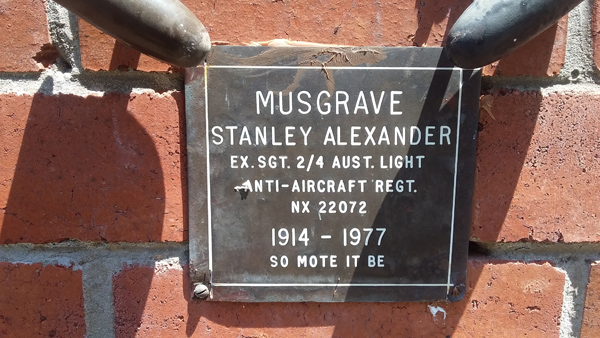 MUSGRAVE
STANLEY ALEXANDER
EX. SGT. 2/4 AUST. LIGHT
ANTI-AIRCRAFT REGT.
NX 22072
1914 - 1977
SO MOTE IT BE